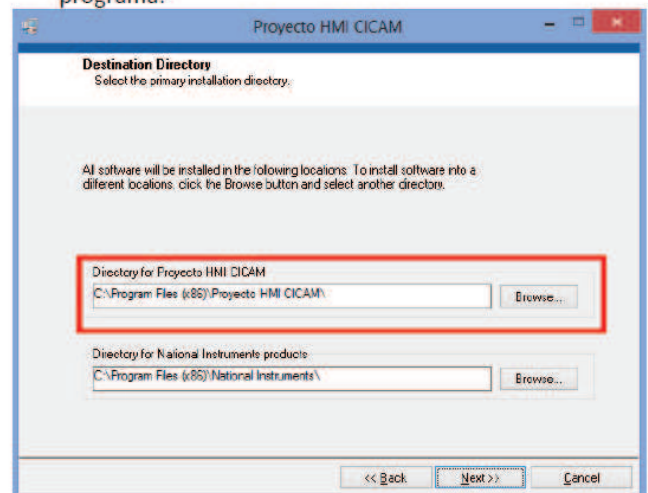 programa.
Proyecto HMI CICAM
Destination Directory
Select the primary installation directory.
All software will be installed in the following locations. To install software into a
different locations, click the Browse button and select another directory.
Directory for Proyecto HMI CICAM
C:\Program Files (x86)\Proyecto HMI CICAM\
Browse...
Directory for National Instruments products
C:\Program Files (x86)\National Instruments\
Browse...
<< Back
Next >>
Cancel